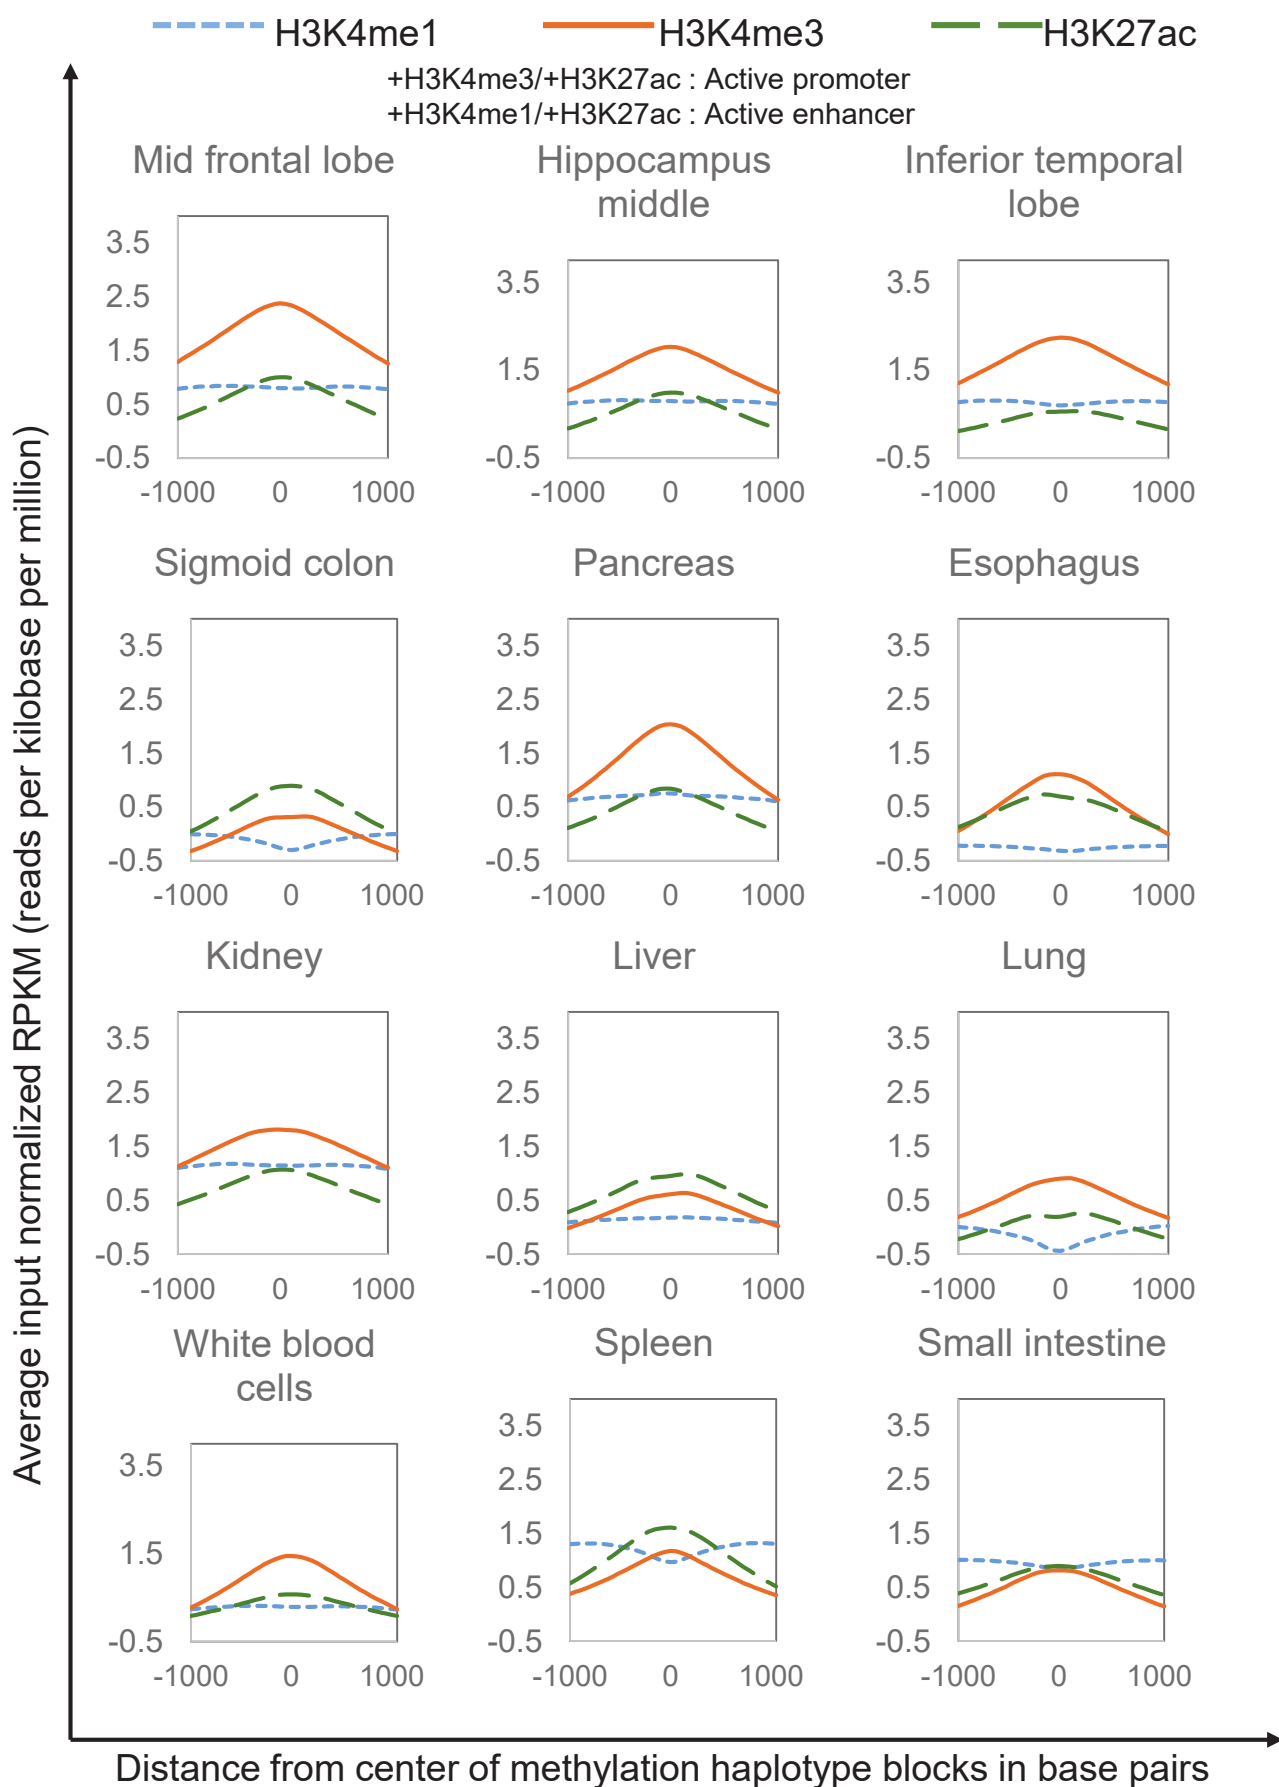 H3K4me1 H3K4me3 H3K27ac
+H3K4me3/+H3K27ac : Active promoter
+H3K4me1/+H3K27ac : Active enhancer
Average input normalized RPKM (reads per kilobase per million)
Mid frontal lobe
3.5
2.5
1.5
0.5
-0.5
-1000 0 1000
Hippocampus
middle
3.5
1.5
-0.5
-1000 0 1000
Inferior temporal
lobe
3.5
1.5
-0.5
-1000 0 1000
Sigmoid colon
3.5
2.5
1.5
0.5
-0.5
-1000 0 1000
Pancreas
3.5
2.5
1.5
0.5
-0.5
-1000 0 1000
Esophagus
3.5
2.5
1.5
0.5
-0.5
-1000 0 1000
Kidney
3.5
2.5
1.5
0.5
-0.5
-1000 0 1000
Liver
3.5
2.5
1.5
0.5
-0.5
-1000 0 1000
Lung
3.5
2.5
1.5
0.5
-0.5
-1000 0 1000
White blood
cells
3.5
1.5
-0.5
-1000 0 1000
Spleen
3.5
2.5
1.5
0.5
-0.5
-1000 0 1000
Small intestine
3.5
2.5
1.5
0.5
-0.5
-1000 0 1000
Distance from center of methylation haplotype blocks in base pairs